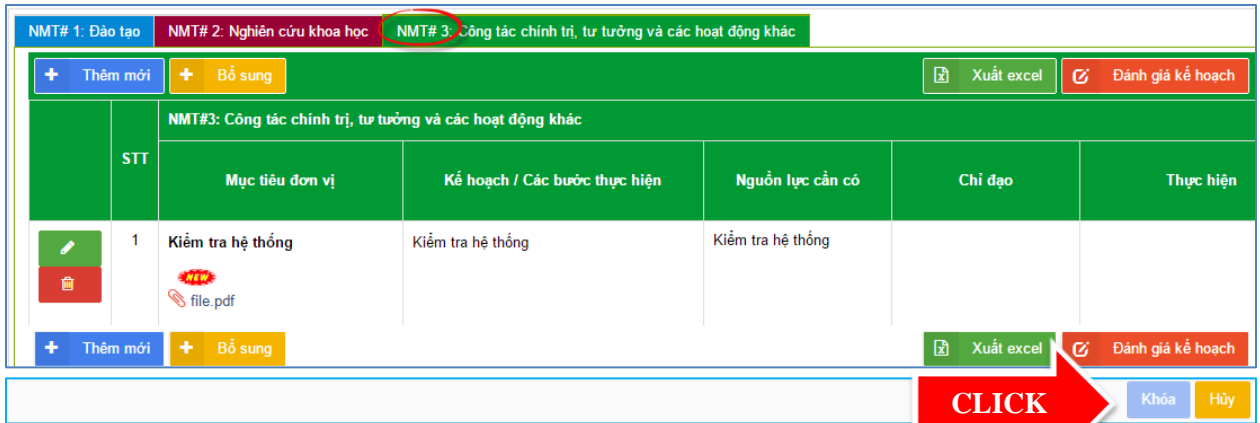 NMT# 1: Đào tạo NMT# 2: Nghiên cứu khoa học NMT# 3: Công tác chính trị, tư tưởng và các hoạt động khác
Thêm mới Bổ sung Xuất excel Đánh giá kế hoạch
NMT#3: Công tác chính trị, tư tưởng và các hoạt động khác
STT Mục tiêu đơn vị Kế hoạch / Các bước thực hiện Nguồn lực cần có Chỉ đạo Thực hiện
1 Kiểm tra hệ thống Kiểm tra hệ thống Kiểm tra hệ thống
NEW
file.pdf
Thêm mới Bổ sung Xuất excel Đánh giá kế hoạch
CLICK Khóa Hủy